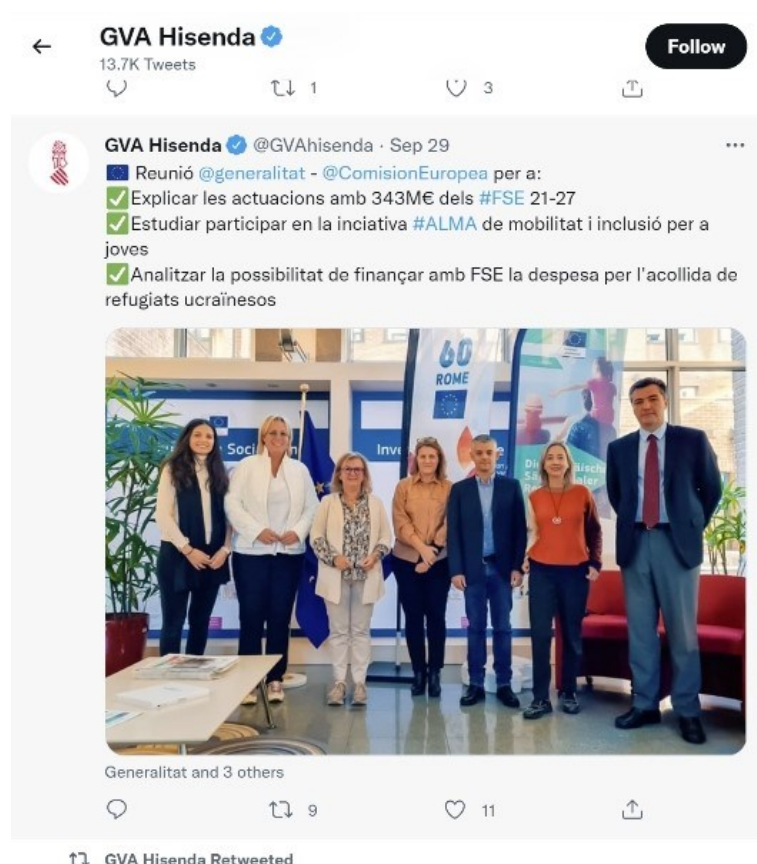 GVA Hisenda
13.7K Tweets
Follow
1
3
GVA Hisenda @GVAhisenda · Sep 29
Reunió @generalitat - @ComisionEuropea per a:
Explicar les actuacions amb 343M€ dels #FSE 21-27
Estudiar participar en la inciativa #ALMA de mobilitat i inclusió per a
joves
Analitzar la possibilitat de finançar amb FSE la despesa per l'acollida de
refugiats ucraïnesos
60
ROME
Generalitat and 3 others
9
11
GVA Hisenda Retweeted